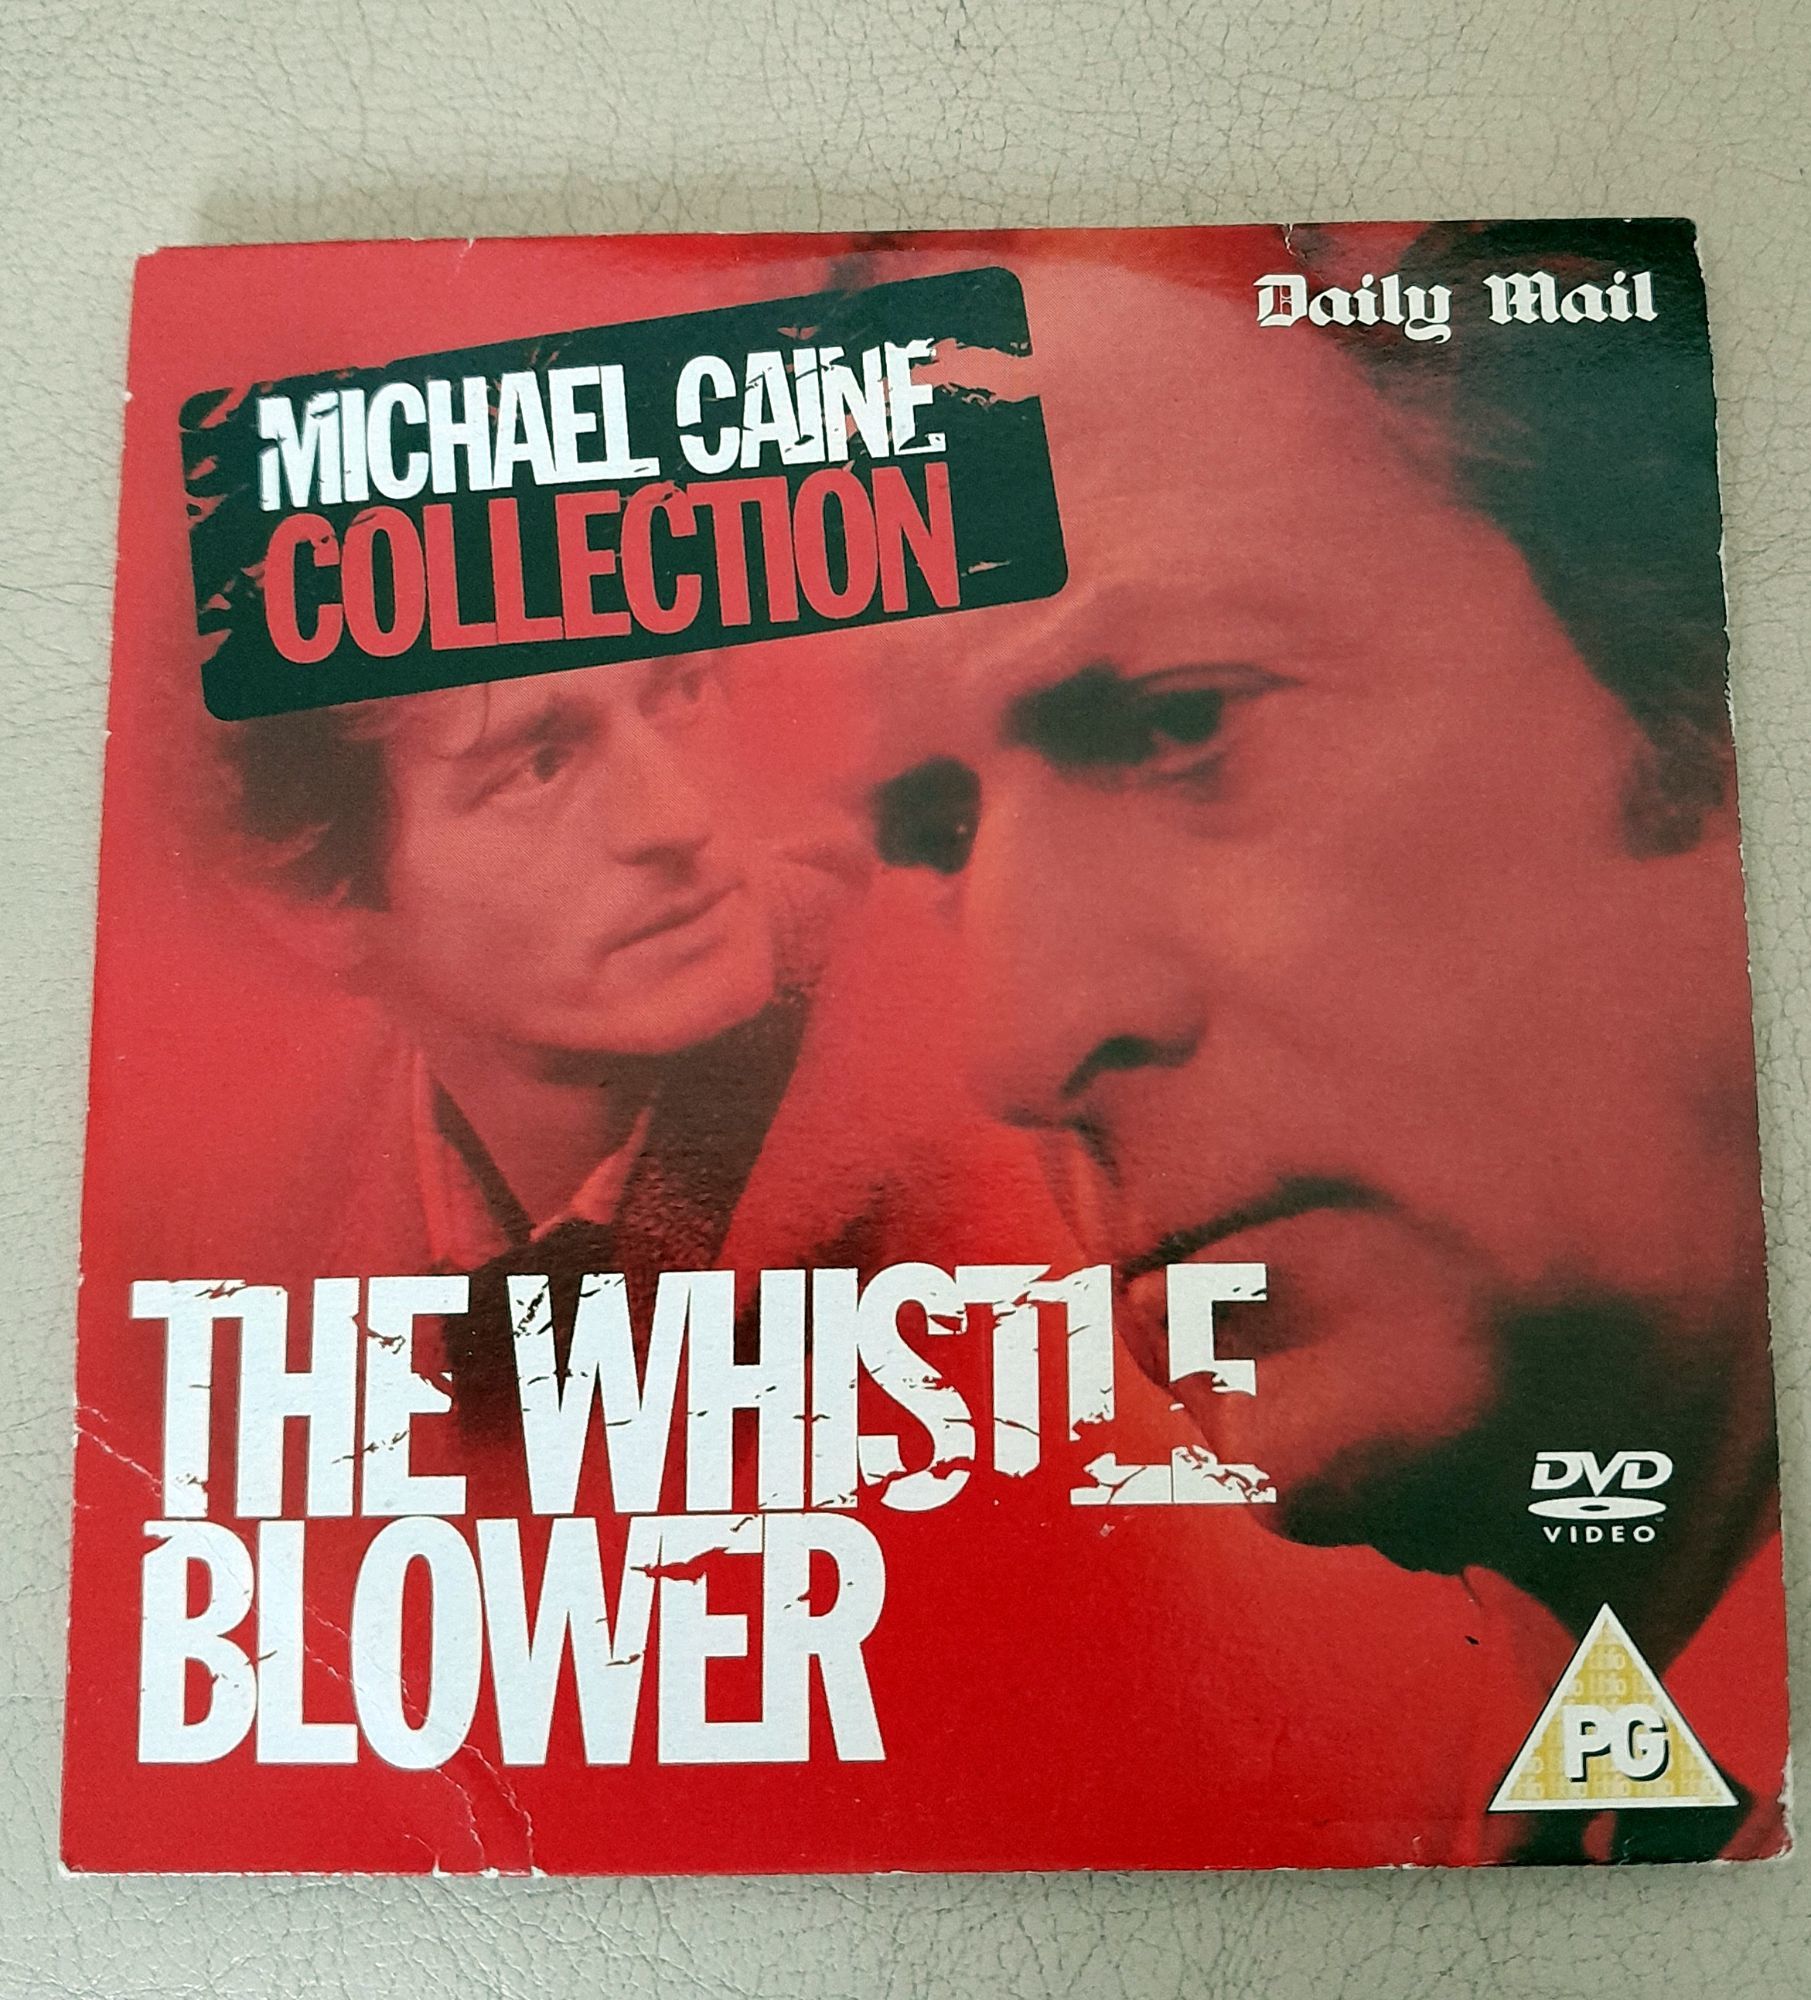 Daily Mail
MICHAEL CAINE
COLLECTION
THE WHISTLE
BLOWER
DVD
VIDEO
PG